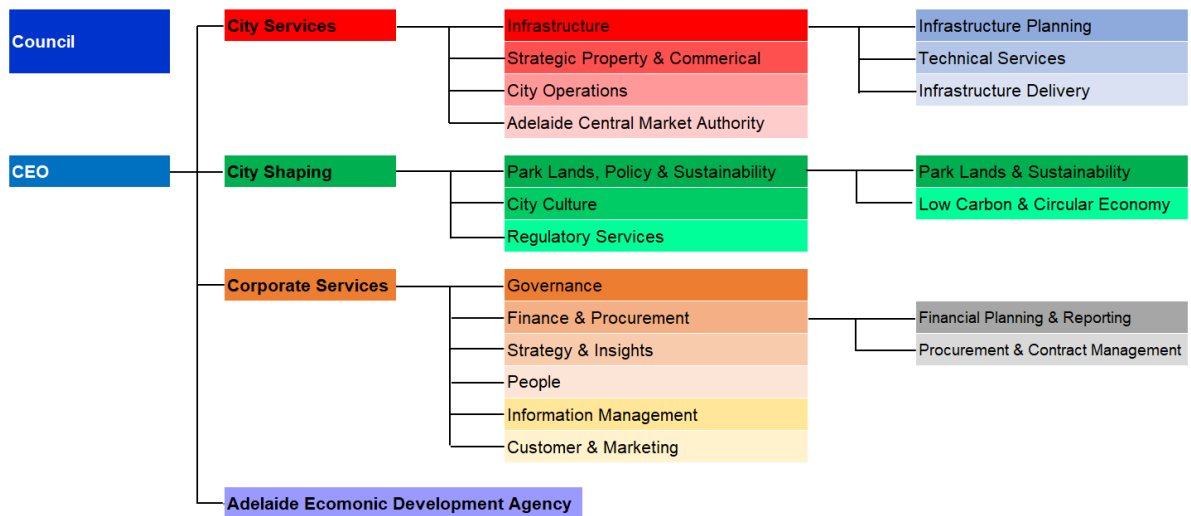 Council
CEO
City Services
Infrastructure
Strategic Property & Commerical
City Operations
Adelaide Central Market Authority
Infrastructure Planning
Technical Services
Infrastructure Delivery
City Shaping
Park Lands, Policy & Sustainability
City Culture
Regulatory Services
Park Lands & Sustainability
Low Carbon & Circular Economy
Corporate Services
Governance
Finance & Procurement
Strategy & Insights
People
Information Management
Customer & Marketing
Financial Planning & Reporting
Procurement & Contract Management
Adelaide Ecomonic Development Agency